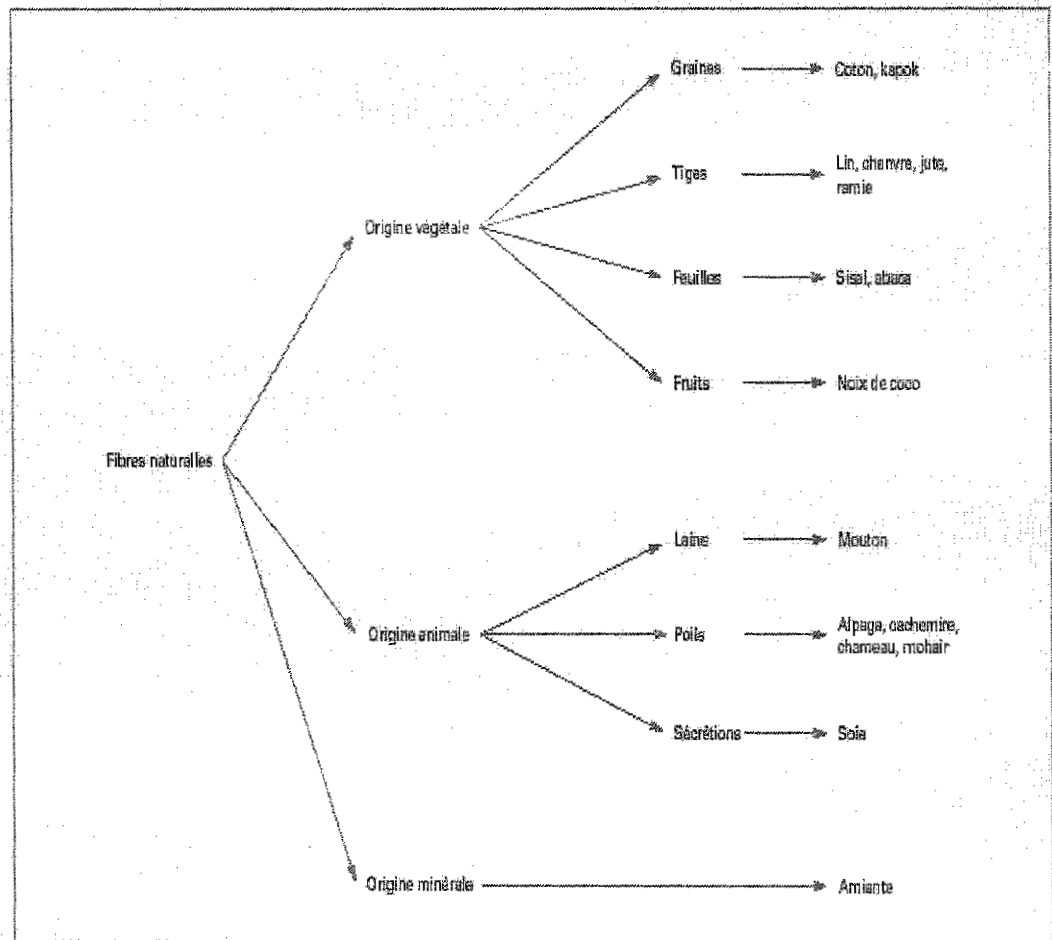 Graines
Coton, kapok
Tiges
Lin, chanvre, jute,
ramie
Origine végétale
Feuilles
Sisal, abaca
Fruits
Noix de coco
Fibres naturelles
Laine
Mouton
Origine animale
Poils
Alpaga, cachemire,
chameau, mohair
Sécrétions
Soie
Origine minérale
Amiante